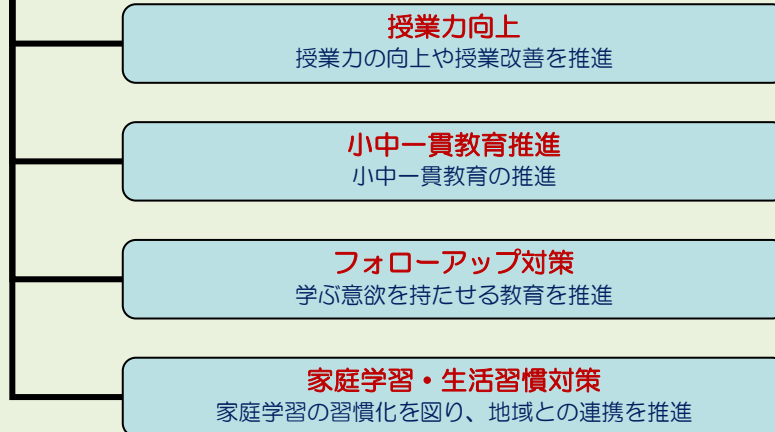 授業力向上
授業力の向上や授業改善を推進
小中一貫教育推進
小中一貫教育の推進
フォローアップ対策
学ぶ意欲を持たせる教育を推進
家庭学習・生活習慣対策
家庭学習の習慣化を図り、地域との連携を推進